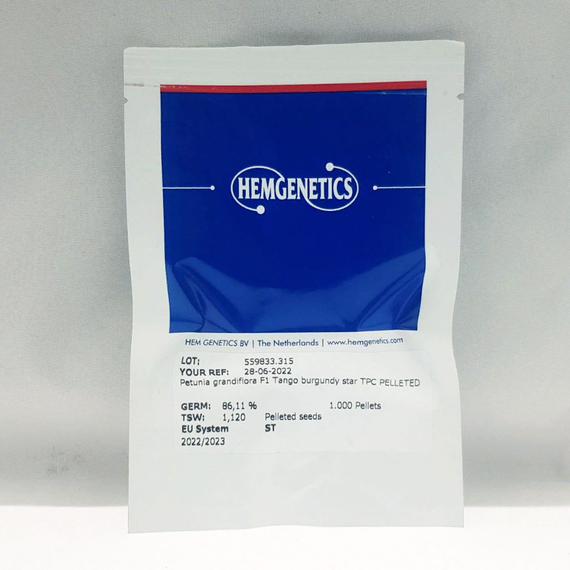 HEMGENETICS
HEM GENETICS BV | The Netherlands | www.hemgenetics.com
LOT: 559833.315
YOUR REF: 28-06-2022
Petunia grandiflora F1 Tango burgundy star TPC PELLETED
GERM: 86,11 % 1.000 Pellets
TSW: 1,120 Pelleted seeds
EU System ST
2022/2023